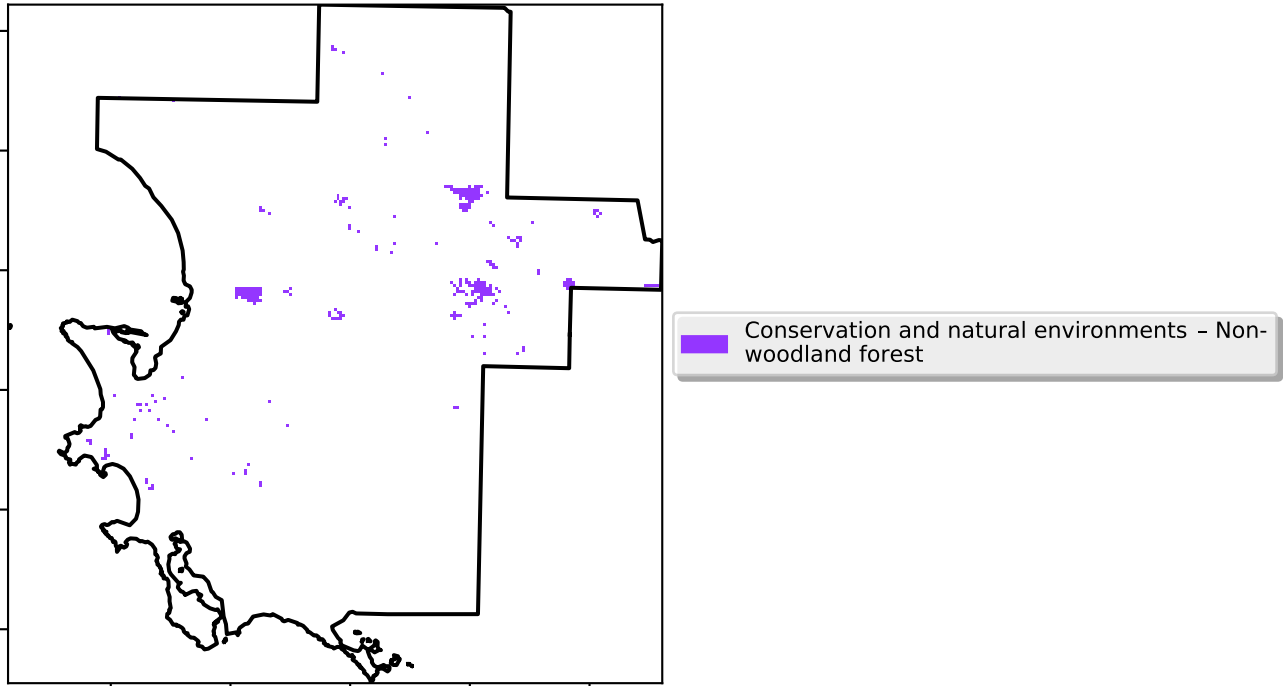 Conservation and natural environments – Non-
woodland forest